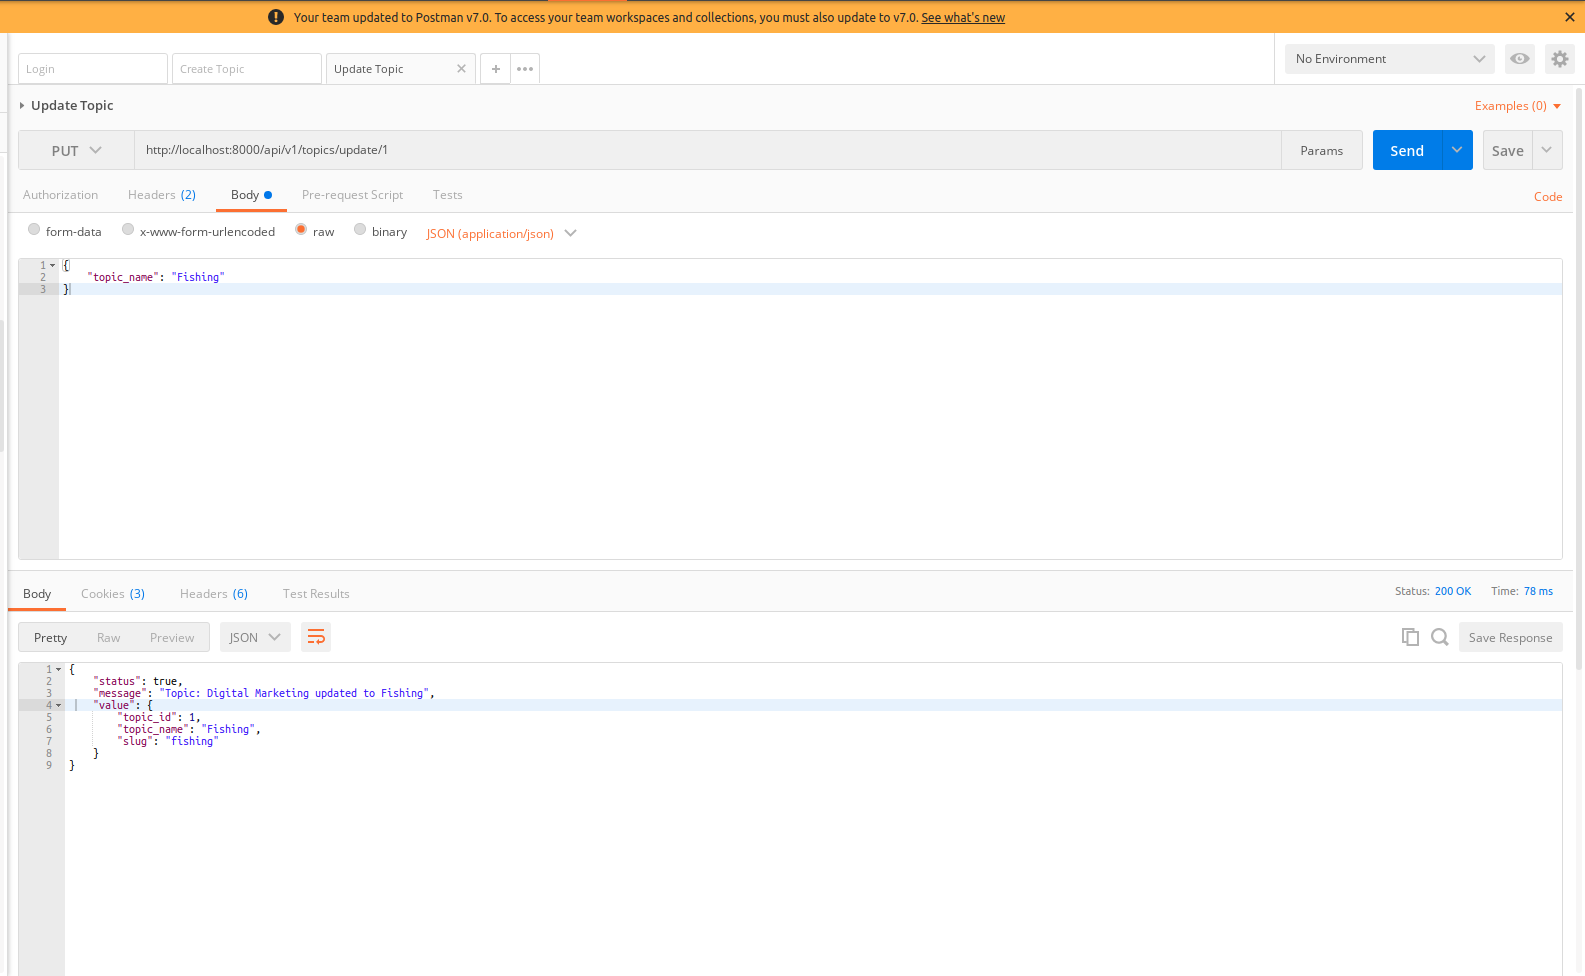 Your team updated to Postman v7.0. To access your team workspaces and collections, you must also update to v7.0. See what's new
Login
Create Topic
Update Topic
No Environment
Update Topic
Examples (0)
PUT
http://localhost:8000/api/v1/topics/update/1
Params
Send
Save
Authorization
Headers (2)
Body
Pre-request Script
Tests
Code
form-data
x-www-form-urlencoded
raw
binary
JSON (application/json)
1 {
2 "topic_name": "Fishing"
3 }
Body
Cookies (3)
Headers (6)
Test Results
Status: 200 OK
Time: 78 ms
Pretty
Raw
Preview
JSON
Save Response
1 {
2 "status": true,
3 "message": "Topic: Digital Marketing updated to Fishing",
4 "value": {
5 "topic_id": 1,
6 "topic_name": "Fishing",
7 "slug": "fishing"
8 }
9 }